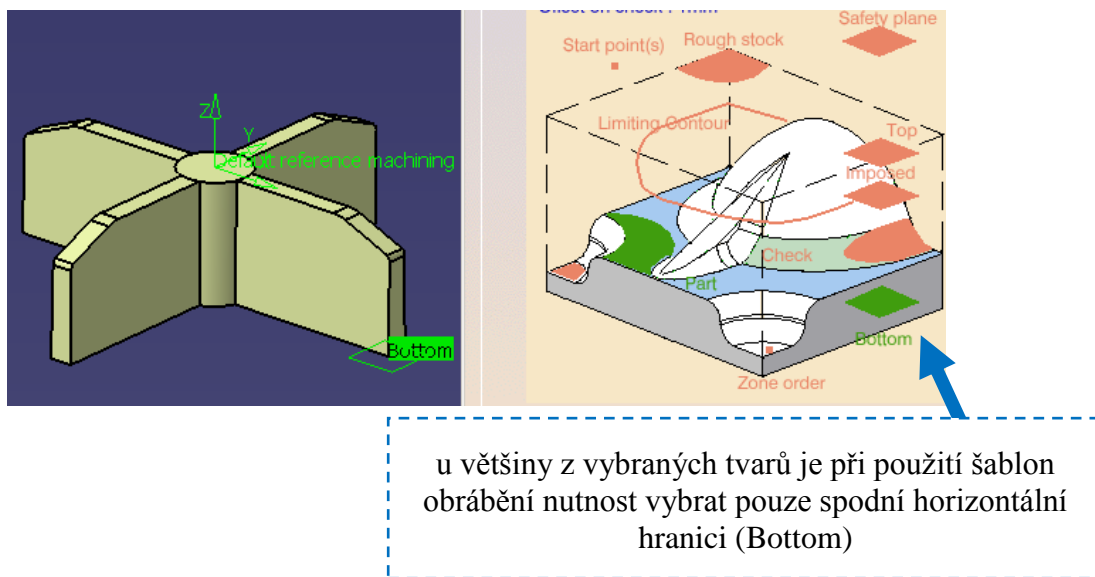 Z
Y
Default reference machining
Bottom
Offset on check : 1mm
Safety plane
Start point(s)
Rough stock
Limiting Contour
Top
Imposed
Check
Part
Bottom
Zone order
u většiny z vybraných tvarů je při použití šablon
obrábění nutnost vybrat pouze spodní horizontální
hranici (Bottom)